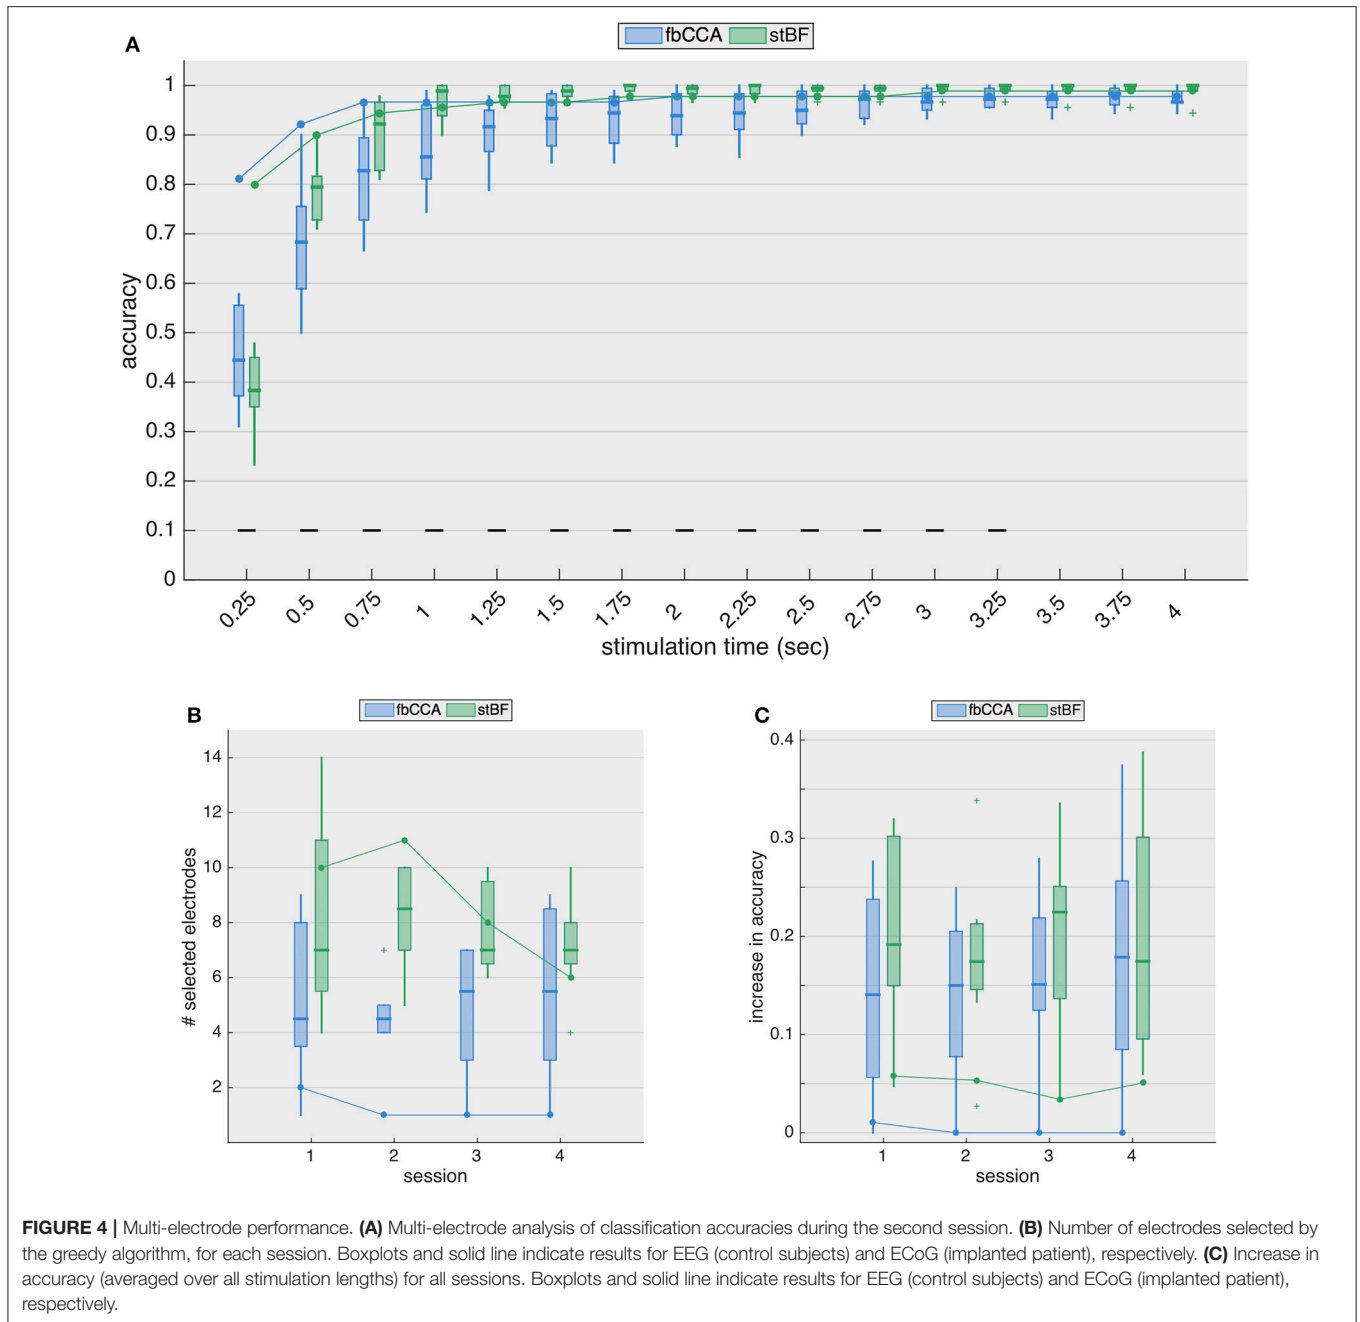 A
fbCCA stBF
1
0.9
0.8
0.7
0.6
0.5
0.4
0.3
0.2
0.1
0
accuracy
0.25 0.5 0.75 1 1.25 1.5 1.75 2 2.25 2.5 2.75 3 3.25 3.5 3.75 4
stimulation time (sec)
B
fbCCA stBF
14
12
10
8
6
4
2
# selected electrodes
1 2 3 4
session
C
fbCCA stBF
0.4
0.3
0.2
0.1
0
increase in accuracy
1 2 3 4
session
FIGURE 4 | Multi-electrode performance. (A) Multi-electrode analysis of classification accuracies during the second session. (B) Number of electrodes selected by
the greedy algorithm, for each session. Boxplots and solid line indicate results for EEG (control subjects) and ECoG (implanted patient), respectively. (C) Increase in
accuracy (averaged over all stimulation lengths) for all sessions. Boxplots and solid line indicate results for EEG (control subjects) and ECoG (implanted patient),
respectively.